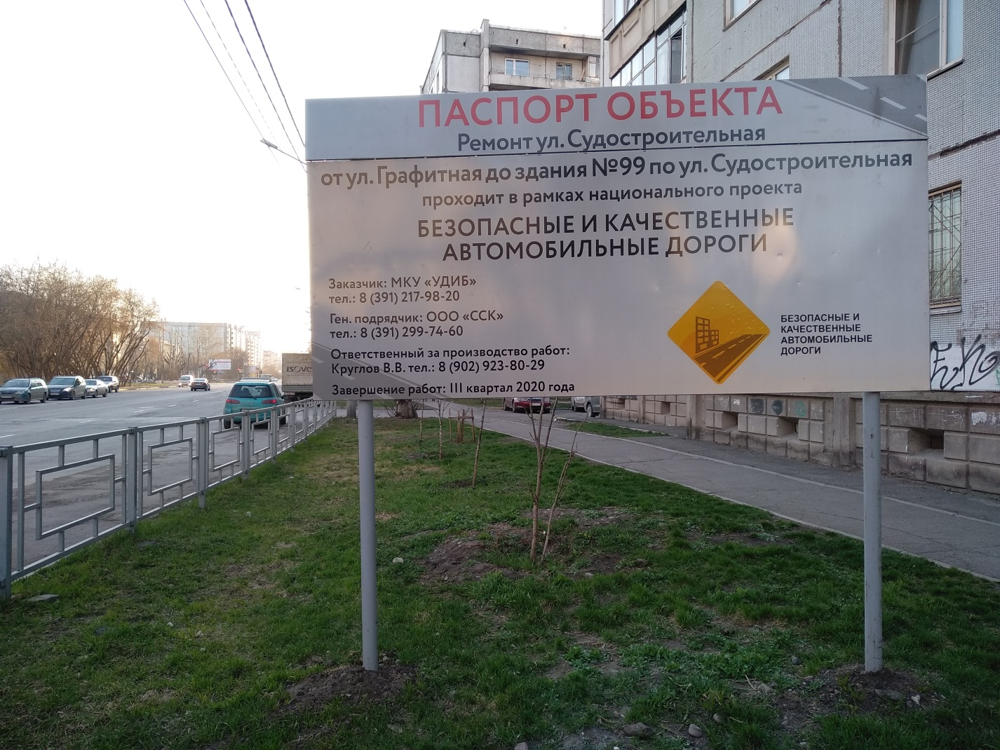 ПАСПОРТ ОБЪЕКТА
Ремонт ул. Судостроительная
от ул. Графитная до здания №99 по ул. Судостроительная
проходит в рамках национального проекта
БЕЗОПАСНЫЕ И КАЧЕСТВЕННЫЕ
АВТОМОБИЛЬНЫЕ ДОРОГИ
Заказчик: МКУ «УДИБ»
тел.: 8 (391) 217-98-20
Ген. подрядчик: ООО «ССК»
тел.: 8 (391) 299-74-60
Ответственный за производство работ:
Круглов В.В. тел.: 8 (902) 923-80-29
Завершение работ: III квартал 2020 года
БЕЗОПАСНЫЕ И
КАЧЕСТВЕННЫЕ
АВТОМОБИЛЬНЫЕ
ДОРОГИ